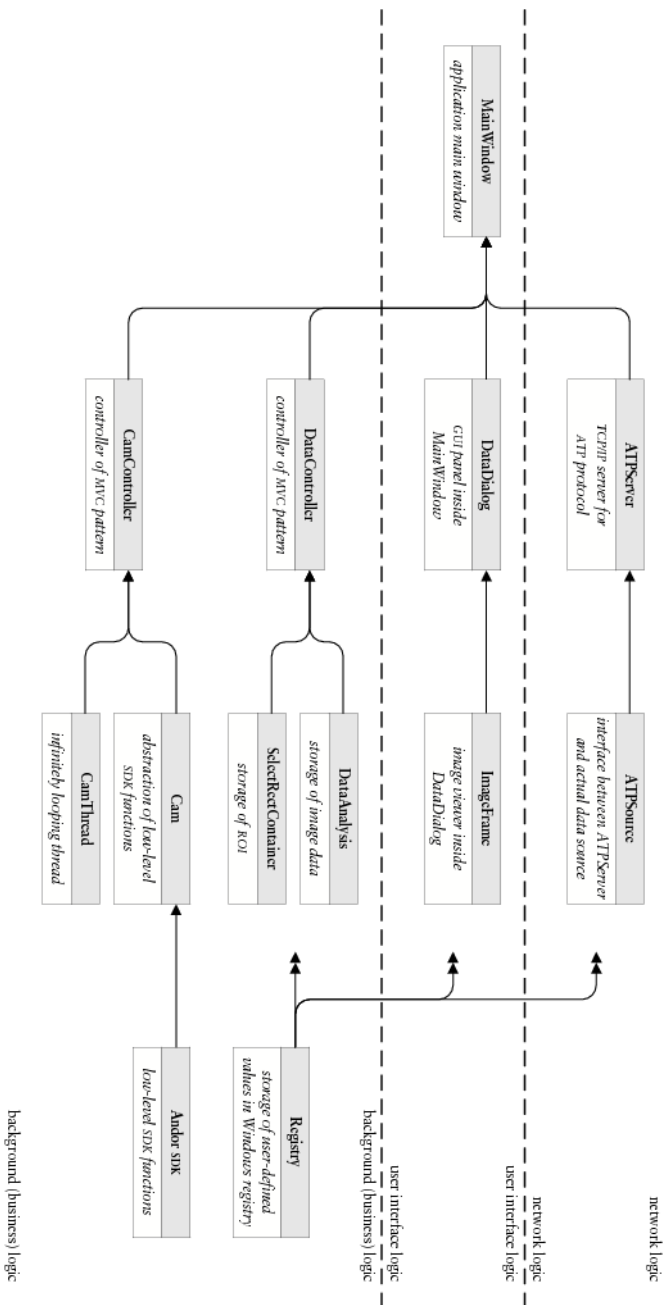 network logic
ATPServer
TCP/IP server for
ATP protocol
ATPSource
interface between ATPServer
and actual data source
network logic
user interface logic
MainWindow
application main window
DataDialog
GUI panel inside
MainWindow
ImageFrame
image viewer inside
DataDialog
user interface logic
background (business) logic
DataController
controller of MVC pattern
DataAnalysis
storage of image data
SelectRectContainer
storage of ROI
Registry
storage of user-defined
values in Windows registry
CamController
controller of MVC pattern
Cam
abstraction of low-level
SDK functions
CamThread
infinitely looping thread
Andor SDK
low-level SDK functions
background (business) logic